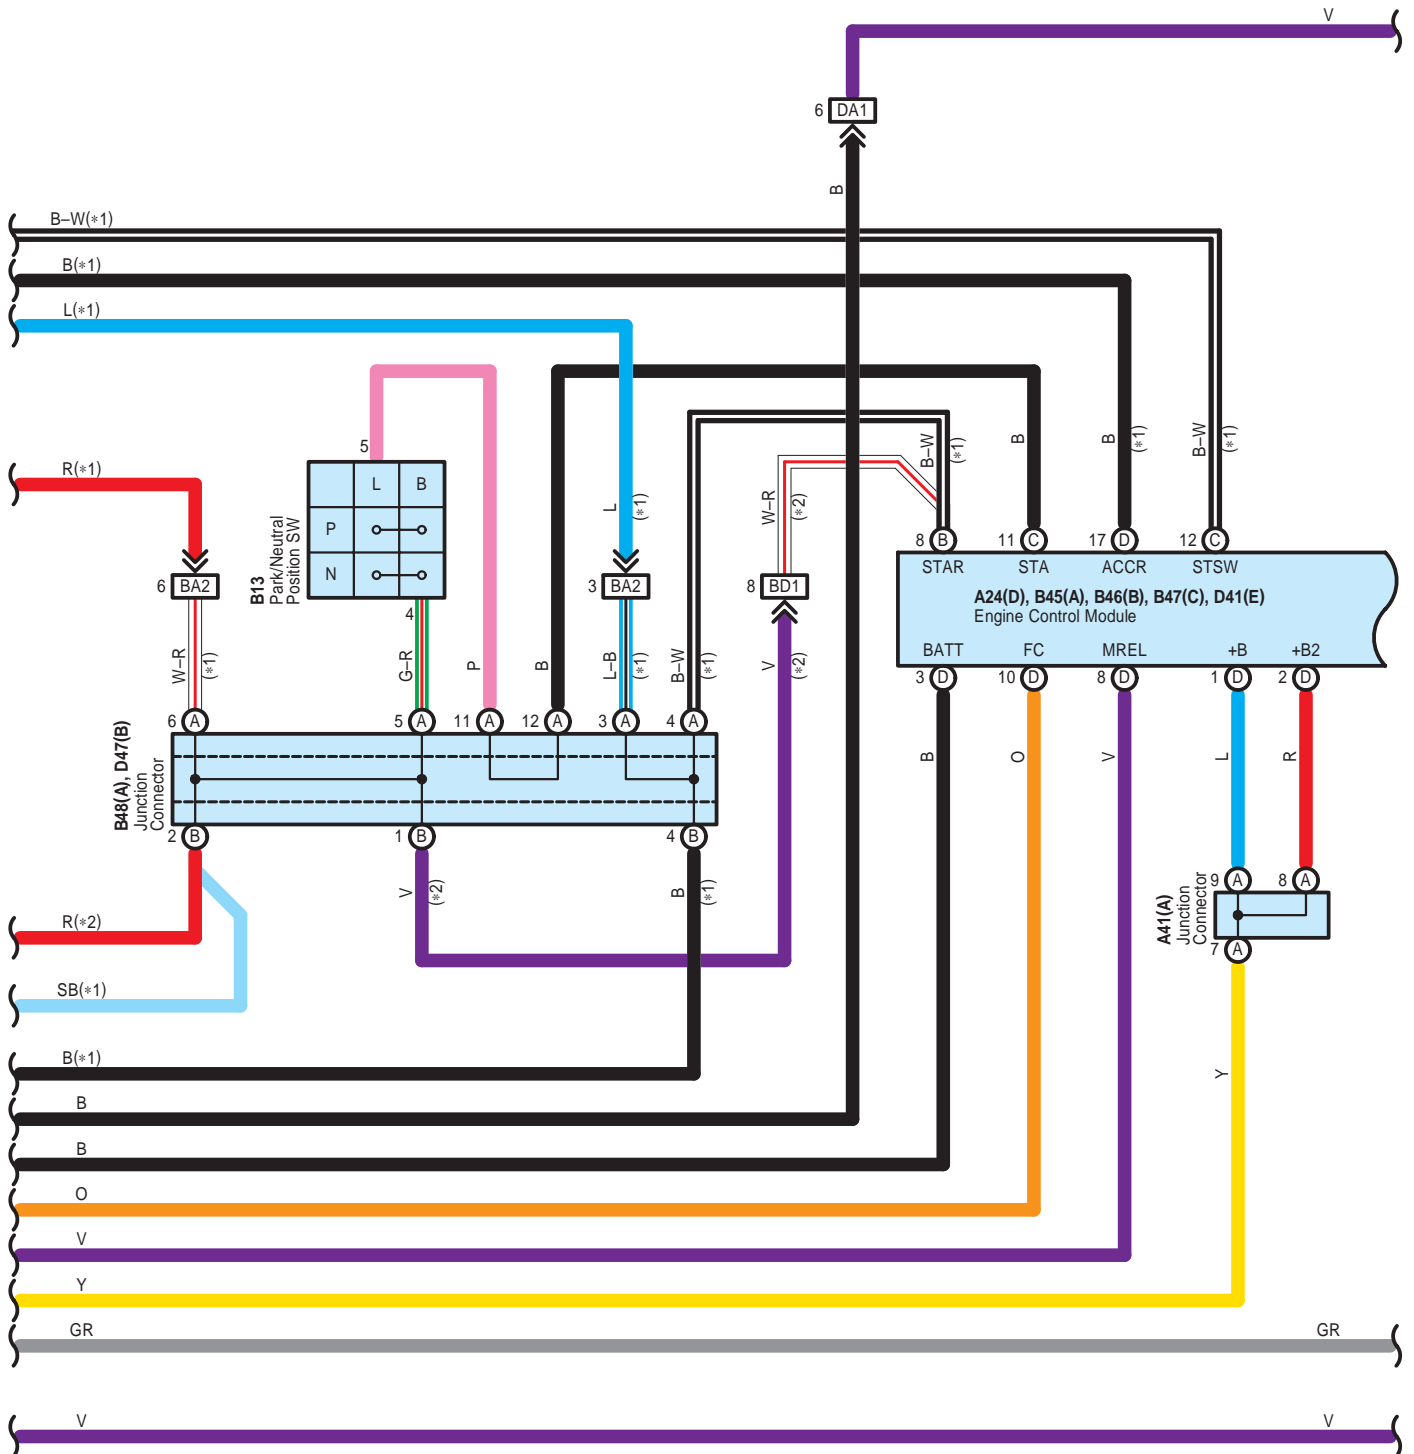 V
6 DA1
B
B–W(*1)
B(*1)
L(*1)
R(*1)
5
L B
P
N
4
B13
Park/Neutral
Position SW
6 BA2
L
(*1)
3 BA2
W–R
(*2)
8 BD1
B–W
(*1)
B
B
(*1)
B–W
(*1)
8 B 11 C 17 D 12 C
STAR STA ACCR STSW
A24(D), B45(A), B46(B), B47(C), D41(E)
Engine Control Module
BATT FC MREL +B +B2
3 D 10 D 8 D 1 D 2 D
W–R
(*1)
G–R
P
B
L–B
(*1)
B–W
(*1)
V
(*2)
6 A 5 A 11 A 12 A 3 A 4 A
B48(A), D47(B)
Junction
Connector
2 B 1 B 4 B
B
O
V
L
R
V
(*2)
B
(*1)
9 A 8 A
A41(A)
Junction
Connector
7 A
R(*2)
SB(*1)
Y
B(*1)
B
B
O
V
Y
GR GR
V V